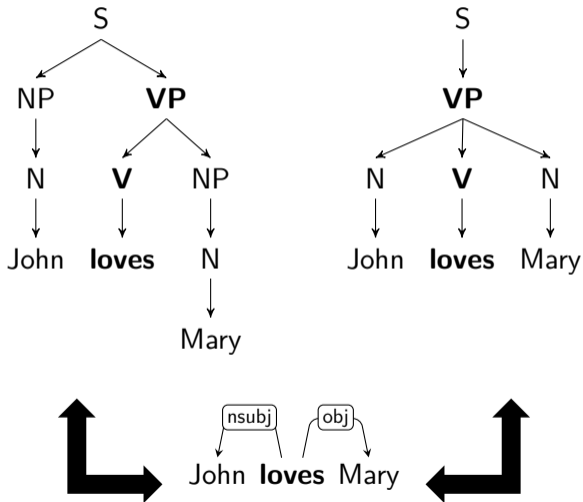 S
NP VP
N V NP
John loves N
Mary
S
VP
N V N
John loves Mary
nsubj obj
John loves Mary